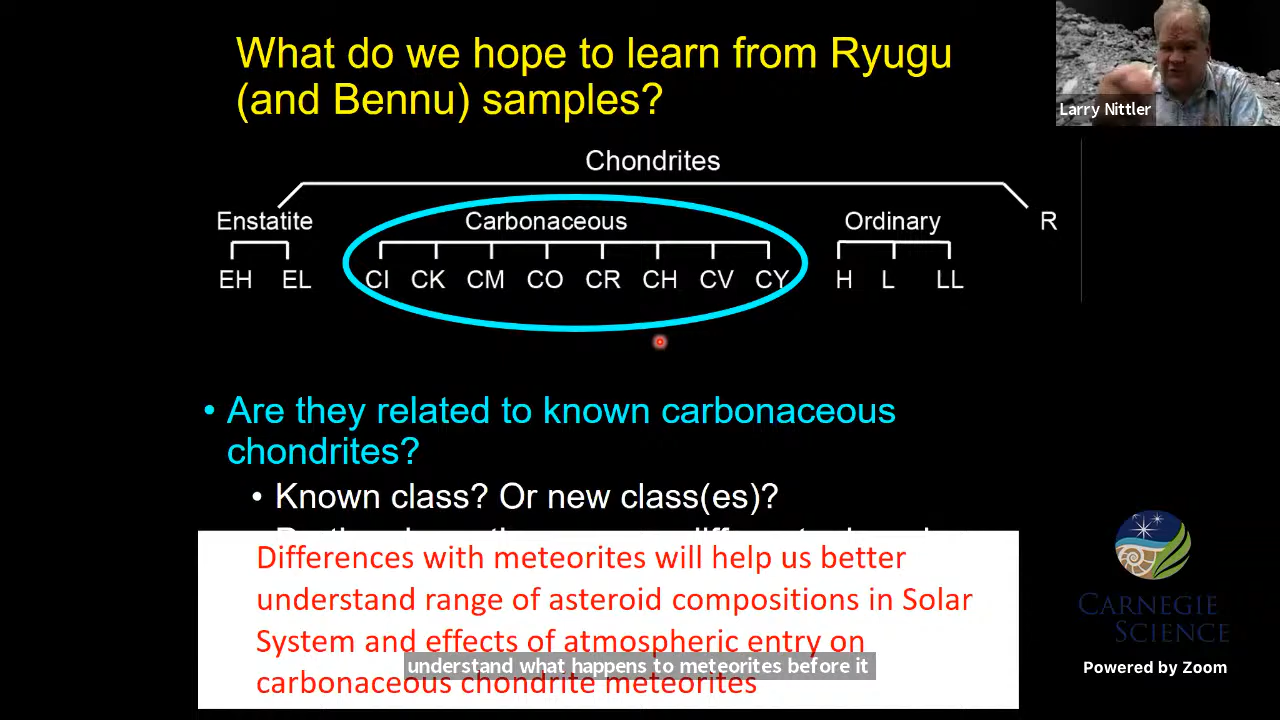 What do we hope to learn from Ryugu
(and Bennu) samples?
Larry Nittler
Chondrites
Enstatite Carbonaceous Ordinary R
EH EL CI CK CM CO CR CH CV CY H L LL
• Are they related to known carbonaceous
chondrites?
• Known class? Or new class(es)?
Differences with meteorites will help us better
understand range of asteroid compositions in Solar
System and effects of atmospheric entry on
understand what happens to meteorites before it
carbonaceous chondrite meteorites
CARNEGIE
SCIENCE
Powered by Zoom